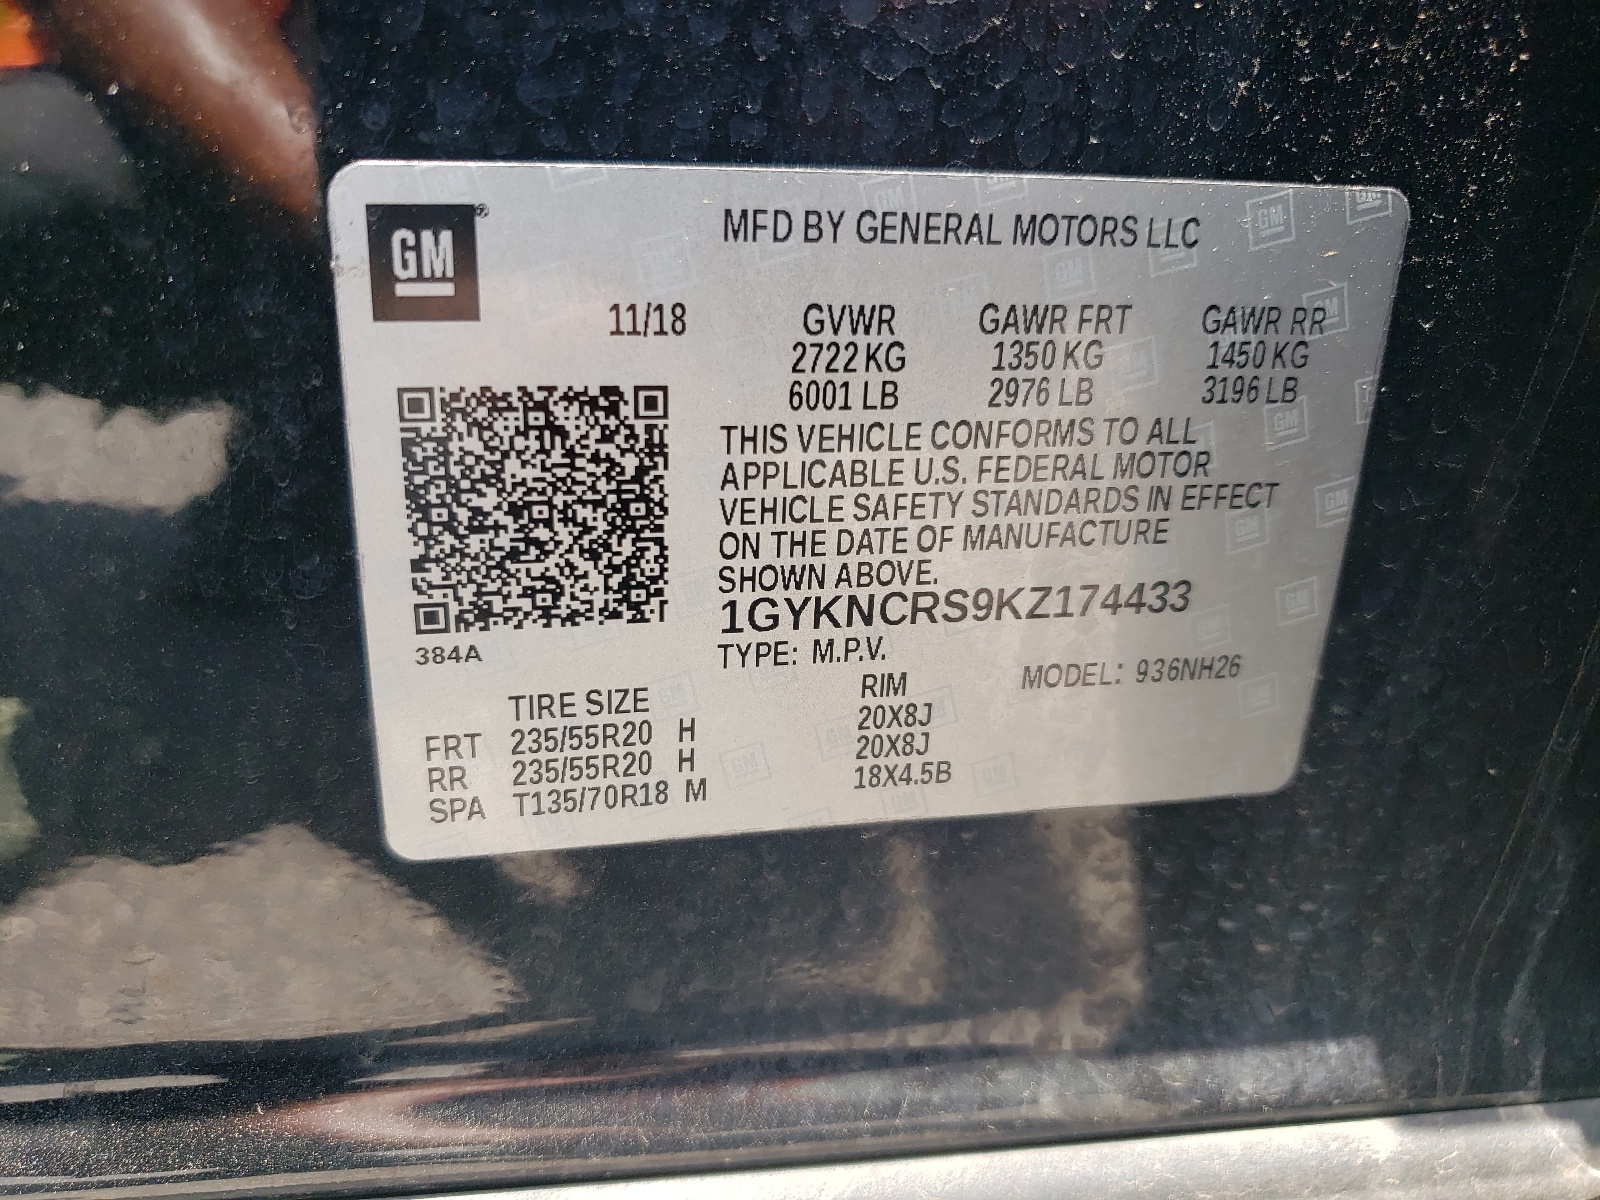 GM
MFD BY GENERAL MOTORS LLC
11/18 GVWR GAWR FRT GAWR RR
2722 KG 1350 KG 1450 KG
6001 LB 2976 LB 3196 LB
THIS VEHICLE CONFORMS TO ALL
APPLICABLE U.S. FEDERAL MOTOR
VEHICLE SAFETY STANDARDS IN EFFECT
ON THE DATE OF MANUFACTURE
SHOWN ABOVE.
1GYKNCRS9KZ174433
384A
TYPE: M.P.V. MODEL: 936NH26
TIRE SIZE RIM
FRT 235/55R20 H 20X8J
RR 235/55R20 H 20X8J
SPA T135/70R18 M 18X4.5B